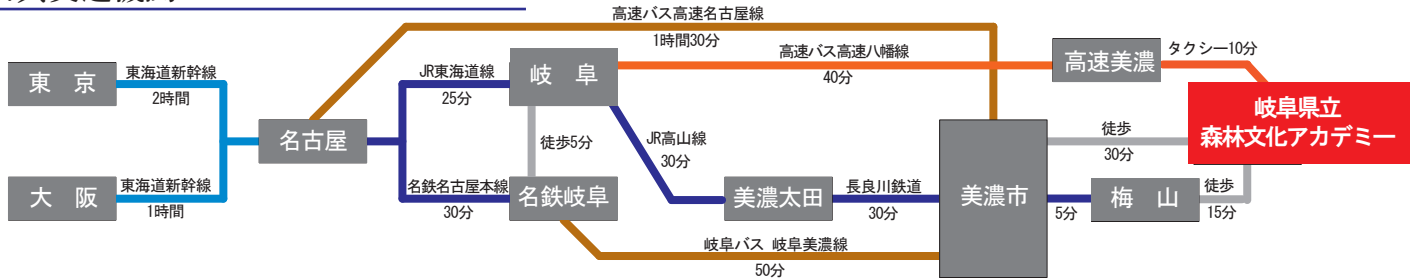 高速バス高速名古屋線
1時間30分
東 京
東海道新幹線
2時間
大 阪
東海道新幹線
1時間
名古屋
JR東海道線
25分
名鉄名古屋本線
30分
岐 阜
徒歩5分
名鉄岐阜
高速バス高速八幡線
40分
高速美濃
タクシー10分
JR高山線
30分
美濃太田
長良川鉄道
30分
岐阜バス 岐阜美濃線
50分
美濃市
徒歩
30分
5分
梅 山
徒歩
15分
岐阜県立
森林文化アカデミー